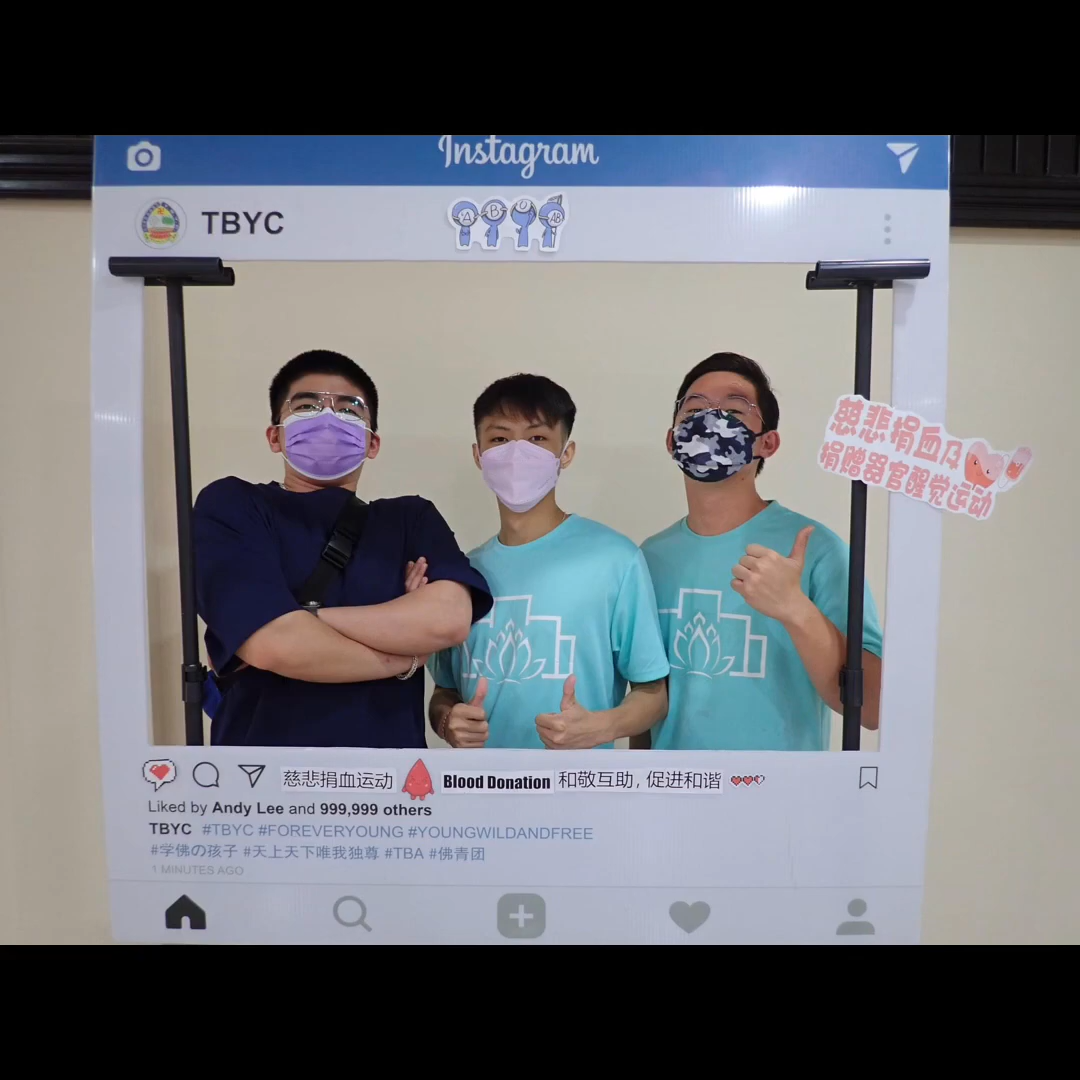 Instagram
TBYC
A B O AB
慈悲捐血及
捐赠器官醒觉运动
慈悲捐血运动 Blood Donation 和敬互助, 促进和谐
Liked by Andy Lee and 999,999 others
TBYC #TBYC #FOREVERYOUNG #YOUNGWILDANDFREE
#学佛の孩子 #天上天下唯我独尊 #TBA #佛青团
1 MINUTES AGO